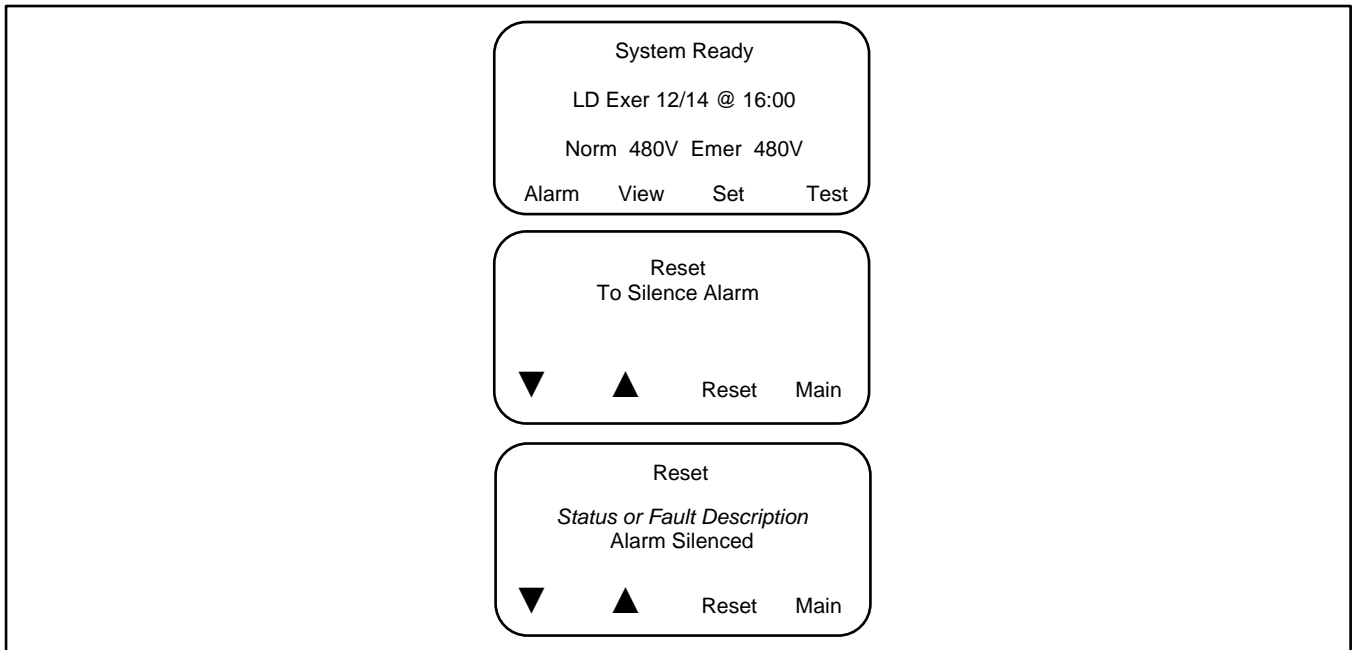 System Ready
LD Exer 12/14 @ 16:00
Norm 480V Emer 480V
Alarm View Set Test
Reset
To Silence Alarm
▼ ▲ Reset Main
Reset
Status or Fault Description
Alarm Silenced
▼ ▲ Reset Main